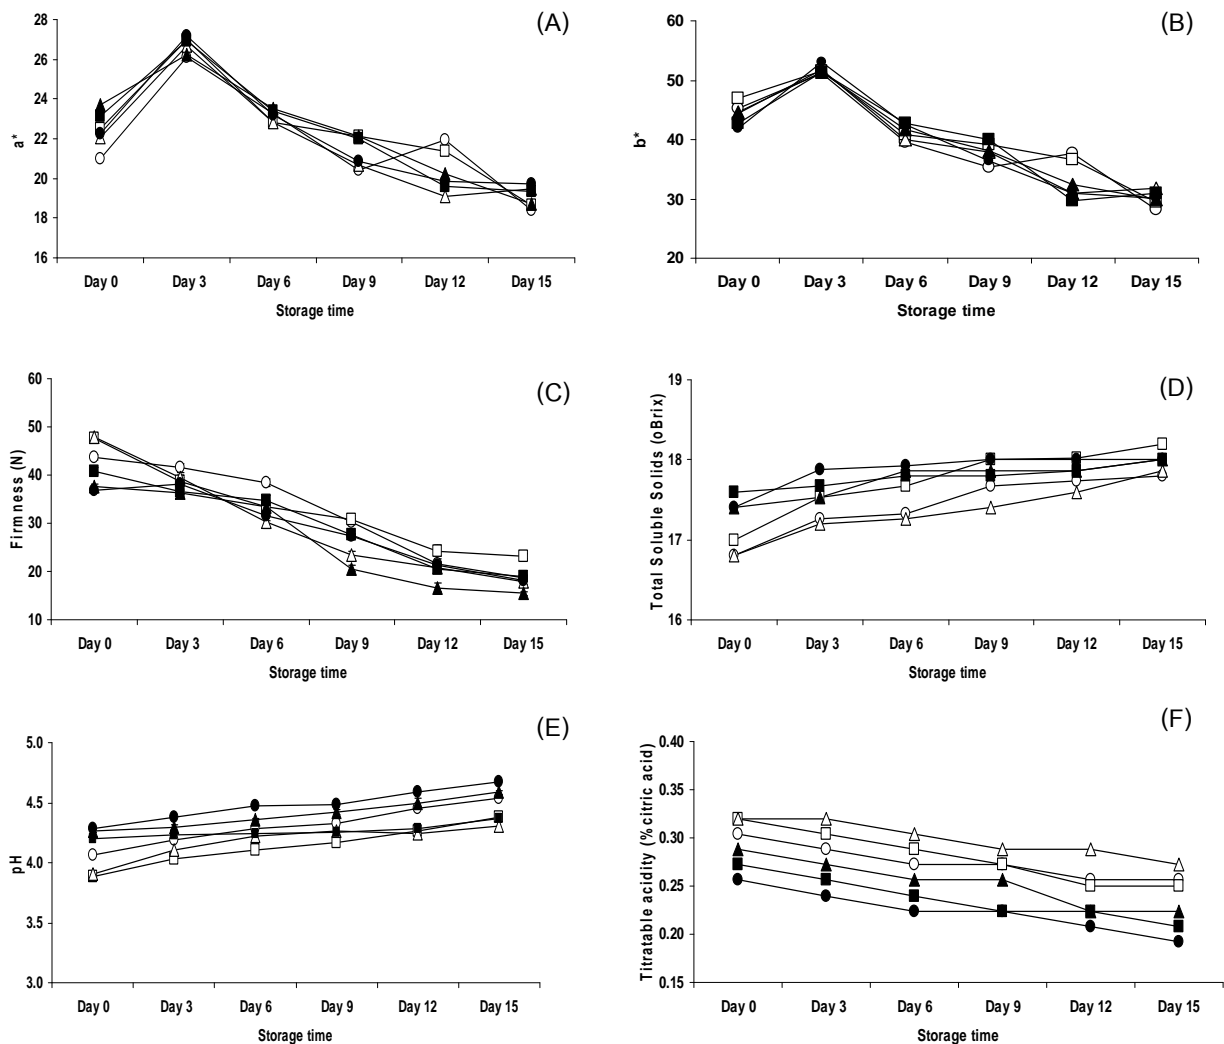 (A)
28
26
24
22
20
18
16
a*
Day 0 Day 3 Day 6 Day 9 Day 12 Day 15
Storage time
(B)
60
50
40
30
20
b*
Day 0 Day 3 Day 6 Day 9 Day 12 Day 15
Storage time
(C)
60
50
40
30
20
10
Firmness (N)
Day 0 Day 3 Day 6 Day 9 Day 12 Day 15
Storage time
(D)
19
18
17
16
Total Soluble Solids (oBrix)
Day 0 Day 3 Day 6 Day 9 Day 12 Day 15
Storage time
(E)
5.0
4.5
4.0
3.5
3.0
pH
Day 0 Day 3 Day 6 Day 9 Day 12 Day 15
Storage time
(F)
0.40
0.35
0.30
0.25
0.20
0.15
Titratable acidity (% citric acid)
Day 0 Day 3 Day 6 Day 9 Day 12 Day 15
Storage time